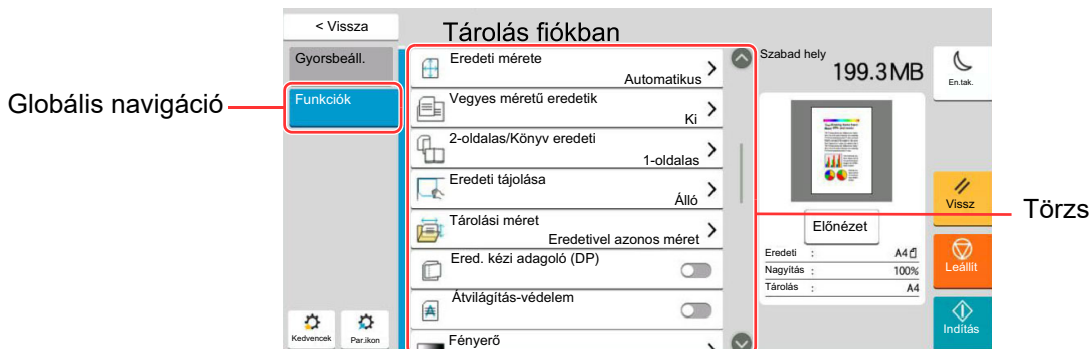 < Vissza
Tárolás fiókban
Gyorsbeáll.
Funkciók
Globális navigáció
Eredeti mérete
Automatikus
Vegyes méretű eredetik
Ki
2-oldalas/Könyv eredeti
1-oldalas
Eredeti tájolása
Álló
Tárolási méret
Eredetivel azonos méret
Ered. kézi adagoló (DP)
Átvilágítás-védelem
Fényerő
Szabad hely
199.3MB
Előnézet
Eredeti : A4
Nagyítás : 100%
Tárolás : A4
En.tak.
Vissz
Leállít
Indítás
Törzs
Kedvencek
Par.ikon